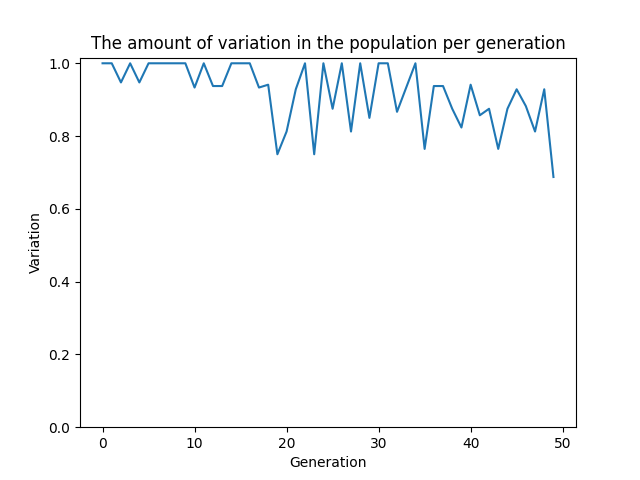 The amount of variation in the population per generation
1.0
0.8
0.6
0.4
0.2
0.0
Variation
0 10 20 30 40 50
Generation